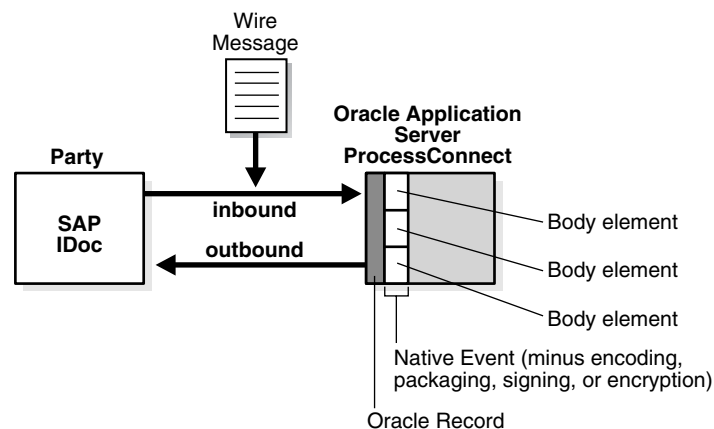 Wire
Message
Oracle Application
Server
ProcessConnect
Party
SAP
IDoc
inbound
outbound
Body element
Body element
Body element
Native Event (minus encoding,
packaging, signing, or encryption)
Oracle Record